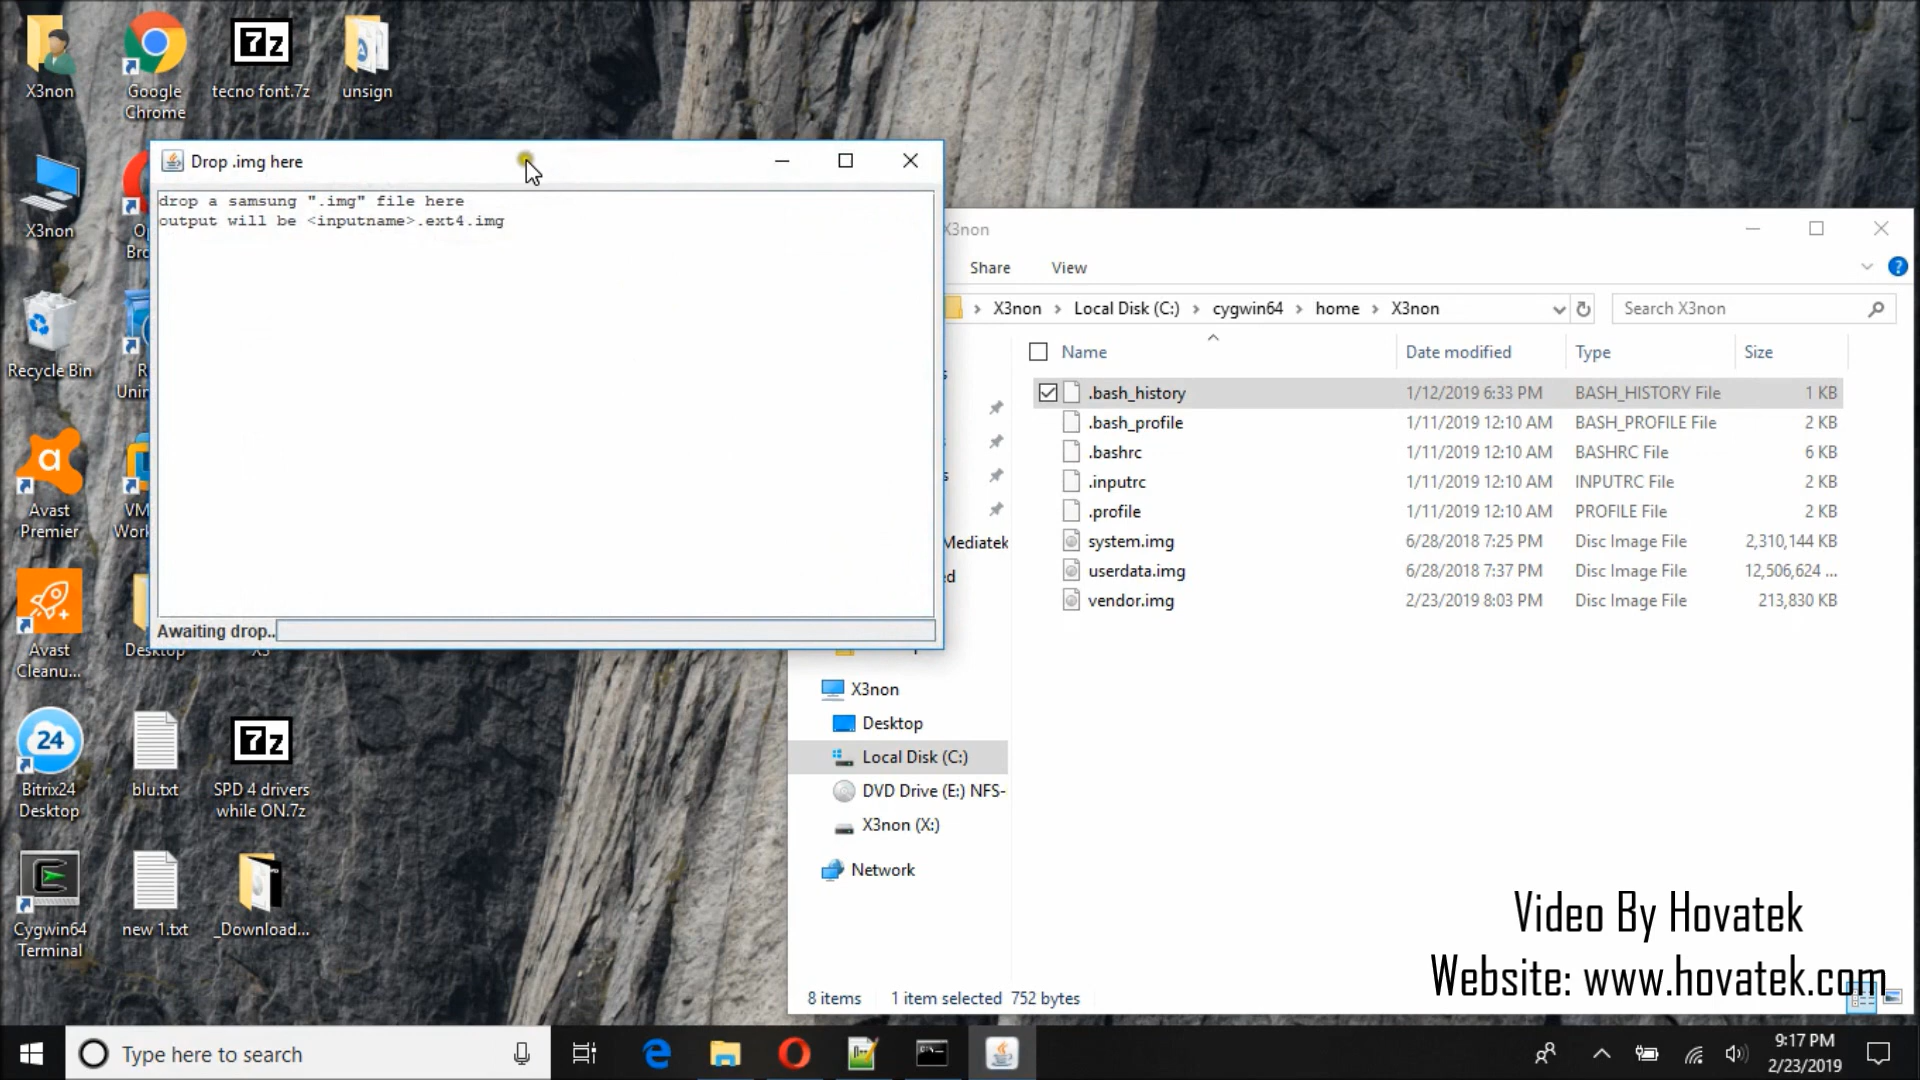 X3non
Google
Chrome
tecno font.7z
unsign
X3non
Recycle Bin
Avast
Premier
Avast
Cleanu...
Desktop
Bitrix24
Desktop
blu.txt
SPD 4 drivers
while ON.7z
Cygwin64
Terminal
new 1.txt
_Download...
Drop .img here
drop a samsung ".img" file here
output will be <inputname>.ext4.img
Awaiting drop..
X3non
Share
View
X3non
Local Disk (C:)
cygwin64
home
X3non
Search X3non
Name
Date modified
Type
Size
.bash_history 1/12/2019 6:33 PM BASH_HISTORY File 1 KB
.bash_profile 1/11/2019 12:10 AM BASH_PROFILE File 2 KB
.bashrc 1/11/2019 12:10 AM BASHRC File 6 KB
.inputrc 1/11/2019 12:10 AM INPUTRC File 2 KB
.profile 1/11/2019 12:10 AM PROFILE File 2 KB
system.img 6/28/2018 7:25 PM Disc Image File 2,310,144 KB
userdata.img 6/28/2018 7:37 PM Disc Image File 12,506,624 ...
vendor.img 2/23/2019 8:03 PM Disc Image File 213,830 KB
Mediatek
X3non
Desktop
Local Disk (C:)
DVD Drive (E:) NFS-
X3non (X:)
Network
8 items
1 item selected 752 bytes
Video By Hovatek
Website: www.hovatek.com
Type here to search
9:17 PM
2/23/2019